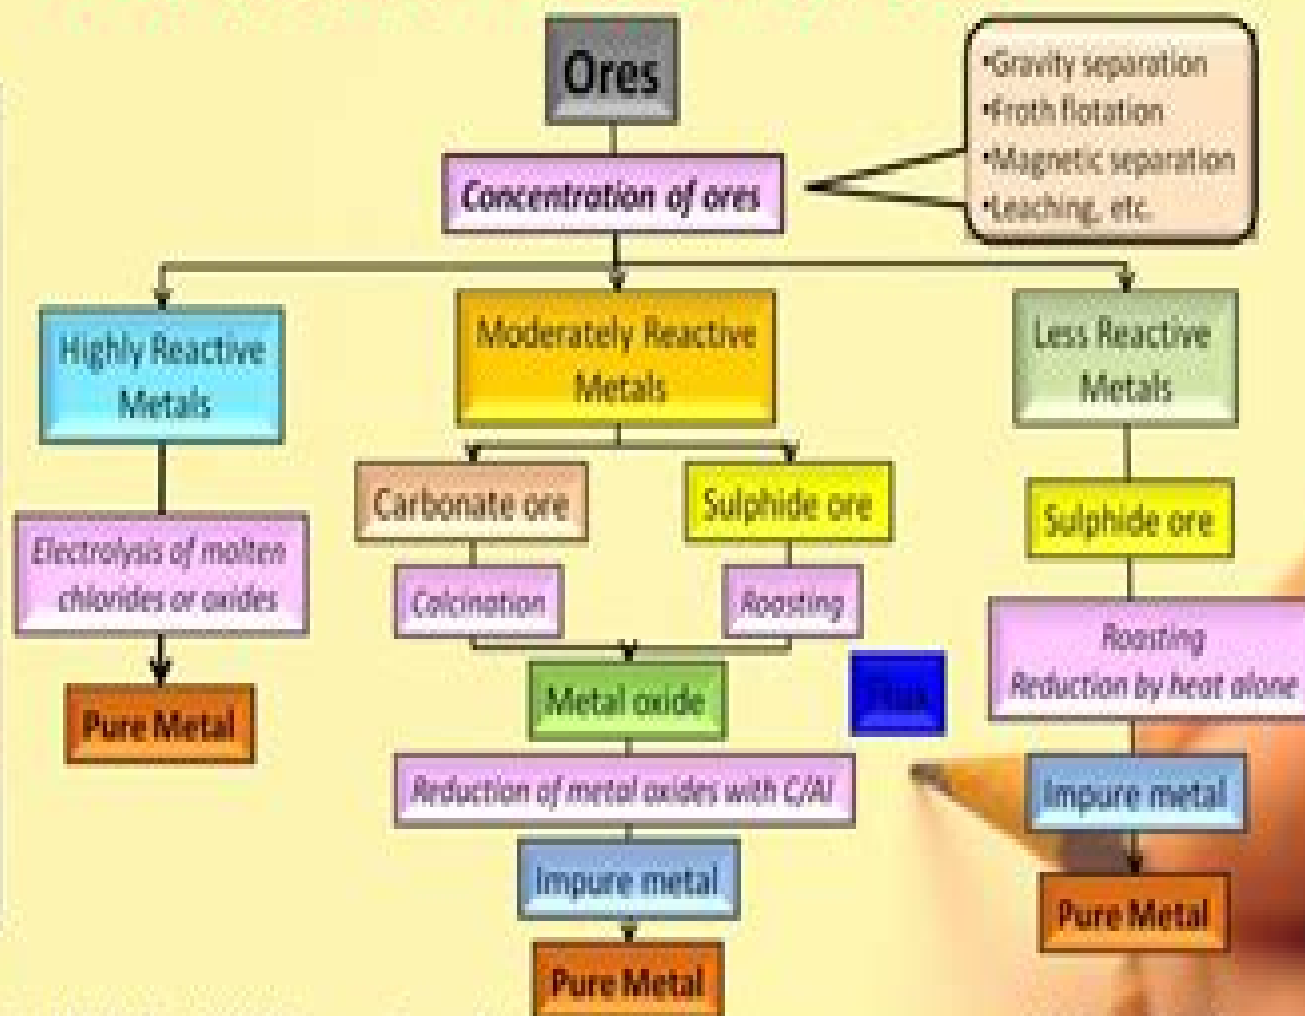 Ores
Concentration of ores
•Gravity separation
•Froth flotation
•Magnetic separation
•Leaching, etc.
Highly Reactive
Metals
Moderately Reactive
Metals
Less Reactive
Metals
Carbonate ore
Sulphide ore
Sulphide ore
Electrolysis of molten
chlorides or oxides
Calcination
Roasting
Roasting
Reduction by heat alone
Pure Metal
Metal oxide
Flux
Reduction of metal oxides with C/Al
Impure metal
Impure metal
Pure Metal
Pure Metal